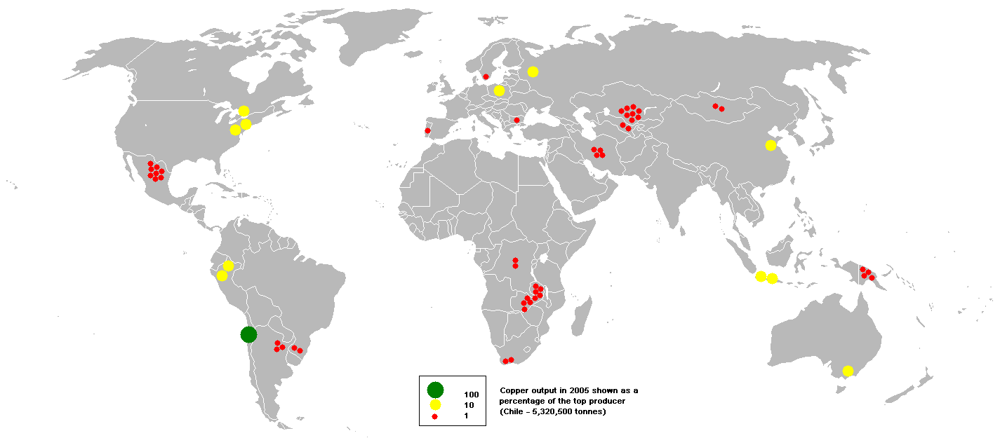 100
10
1
Copper output in 2005 shown as a
percentage of the top producer
(Chile - 5,320,500 tonnes)